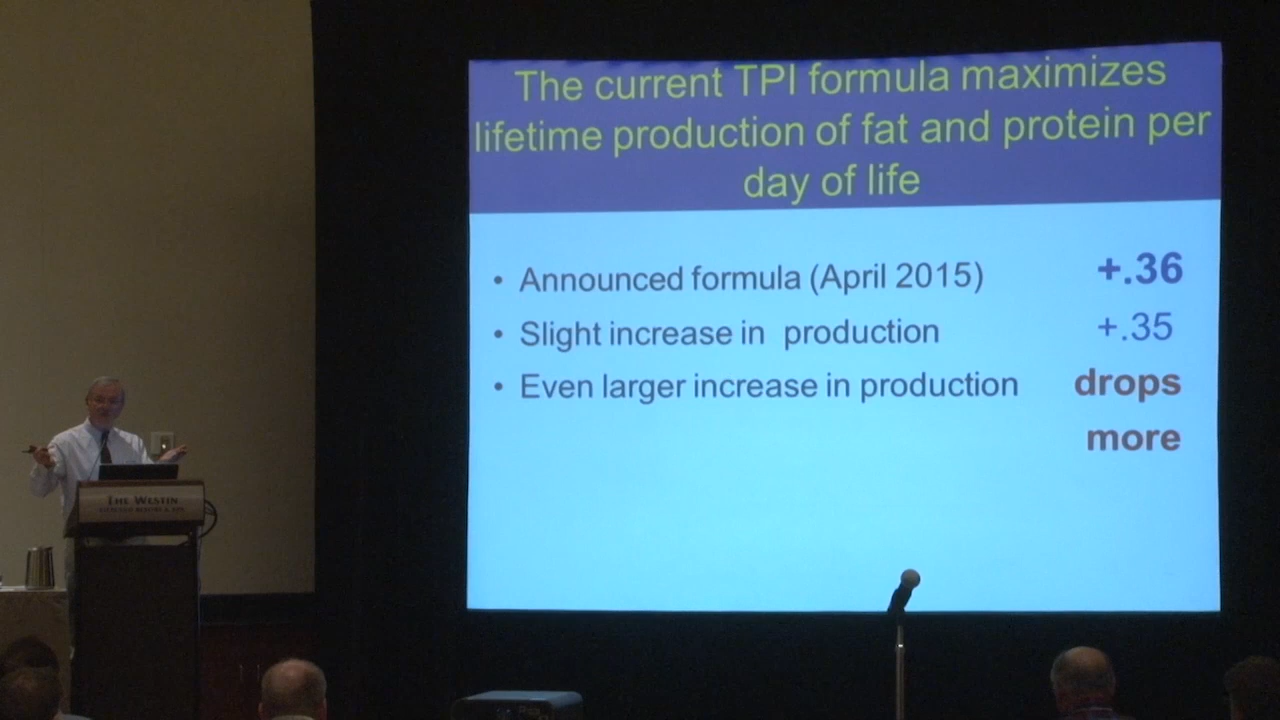 The current TPI formula maximizes
lifetime production of fat and protein per
day of life
• Announced formula (April 2015) +.36
• Slight increase in production +.35
• Even larger increase in production drops
more
THE WESTIN